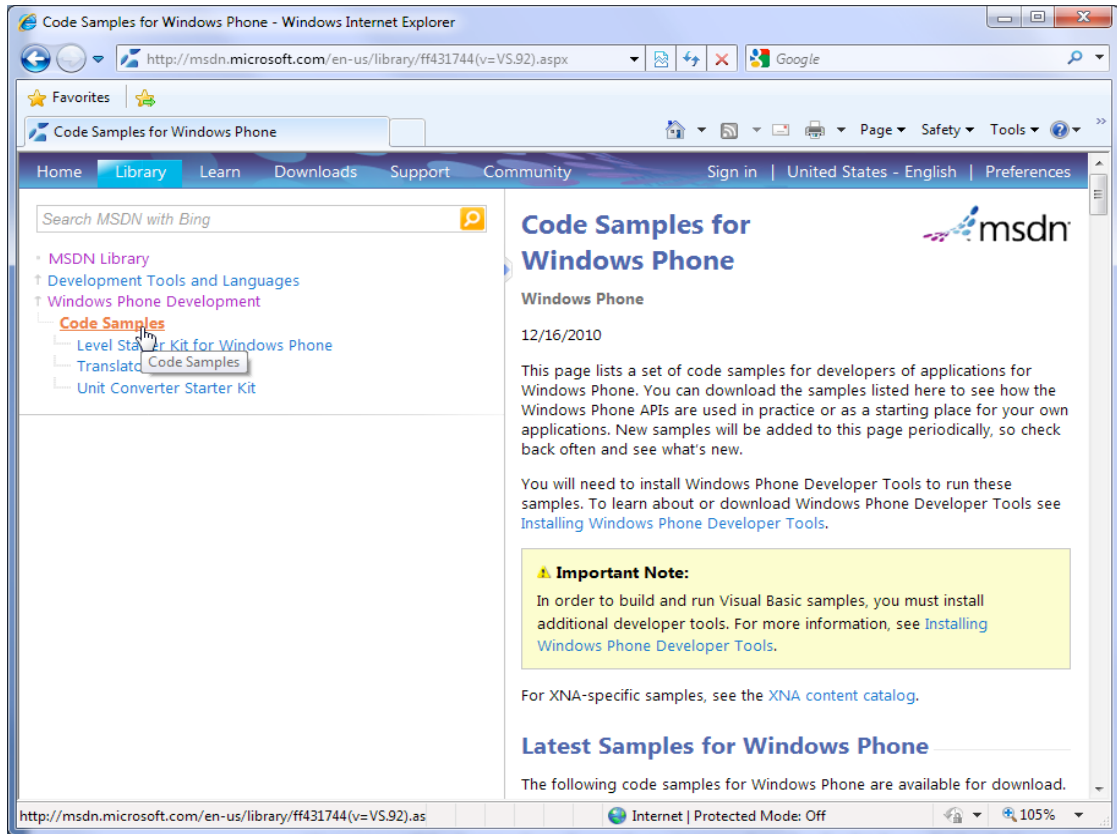 Code Samples for Windows Phone - Windows Internet Explorer
http://msdn.microsoft.com/en-us/library/ff431744(v=VS.92).aspx
Google
Favorites
Code Samples for Windows Phone
Page Safety Tools
Home Library Learn Downloads Support Community Sign in | United States - English | Preferences
Search MSDN with Bing
MSDN Library
Development Tools and Languages
Windows Phone Development
Code Samples
Level Starter Kit for Windows Phone
Code Samples
Unit Converter Starter Kit
Code Samples for
Windows Phone
msdn
Windows Phone
12/16/2010
This page lists a set of code samples for developers of applications for
Windows Phone. You can download the samples listed here to see how the
Windows Phone APIs are used in practice or as a starting place for your own
applications. New samples will be added to this page periodically, so check
back often and see what's new.
You will need to install Windows Phone Developer Tools to run these
samples. To learn about or download Windows Phone Developer Tools see
Installing Windows Phone Developer Tools.
Important Note:
In order to build and run Visual Basic samples, you must install
additional developer tools. For more information, see Installing
Windows Phone Developer Tools.
For XNA-specific samples, see the XNA content catalog.
Latest Samples for Windows Phone
The following code samples for Windows Phone are available for download.
http://msdn.microsoft.com/en-us/library/ff431744(v=VS.92).as
Internet | Protected Mode: Off
105%